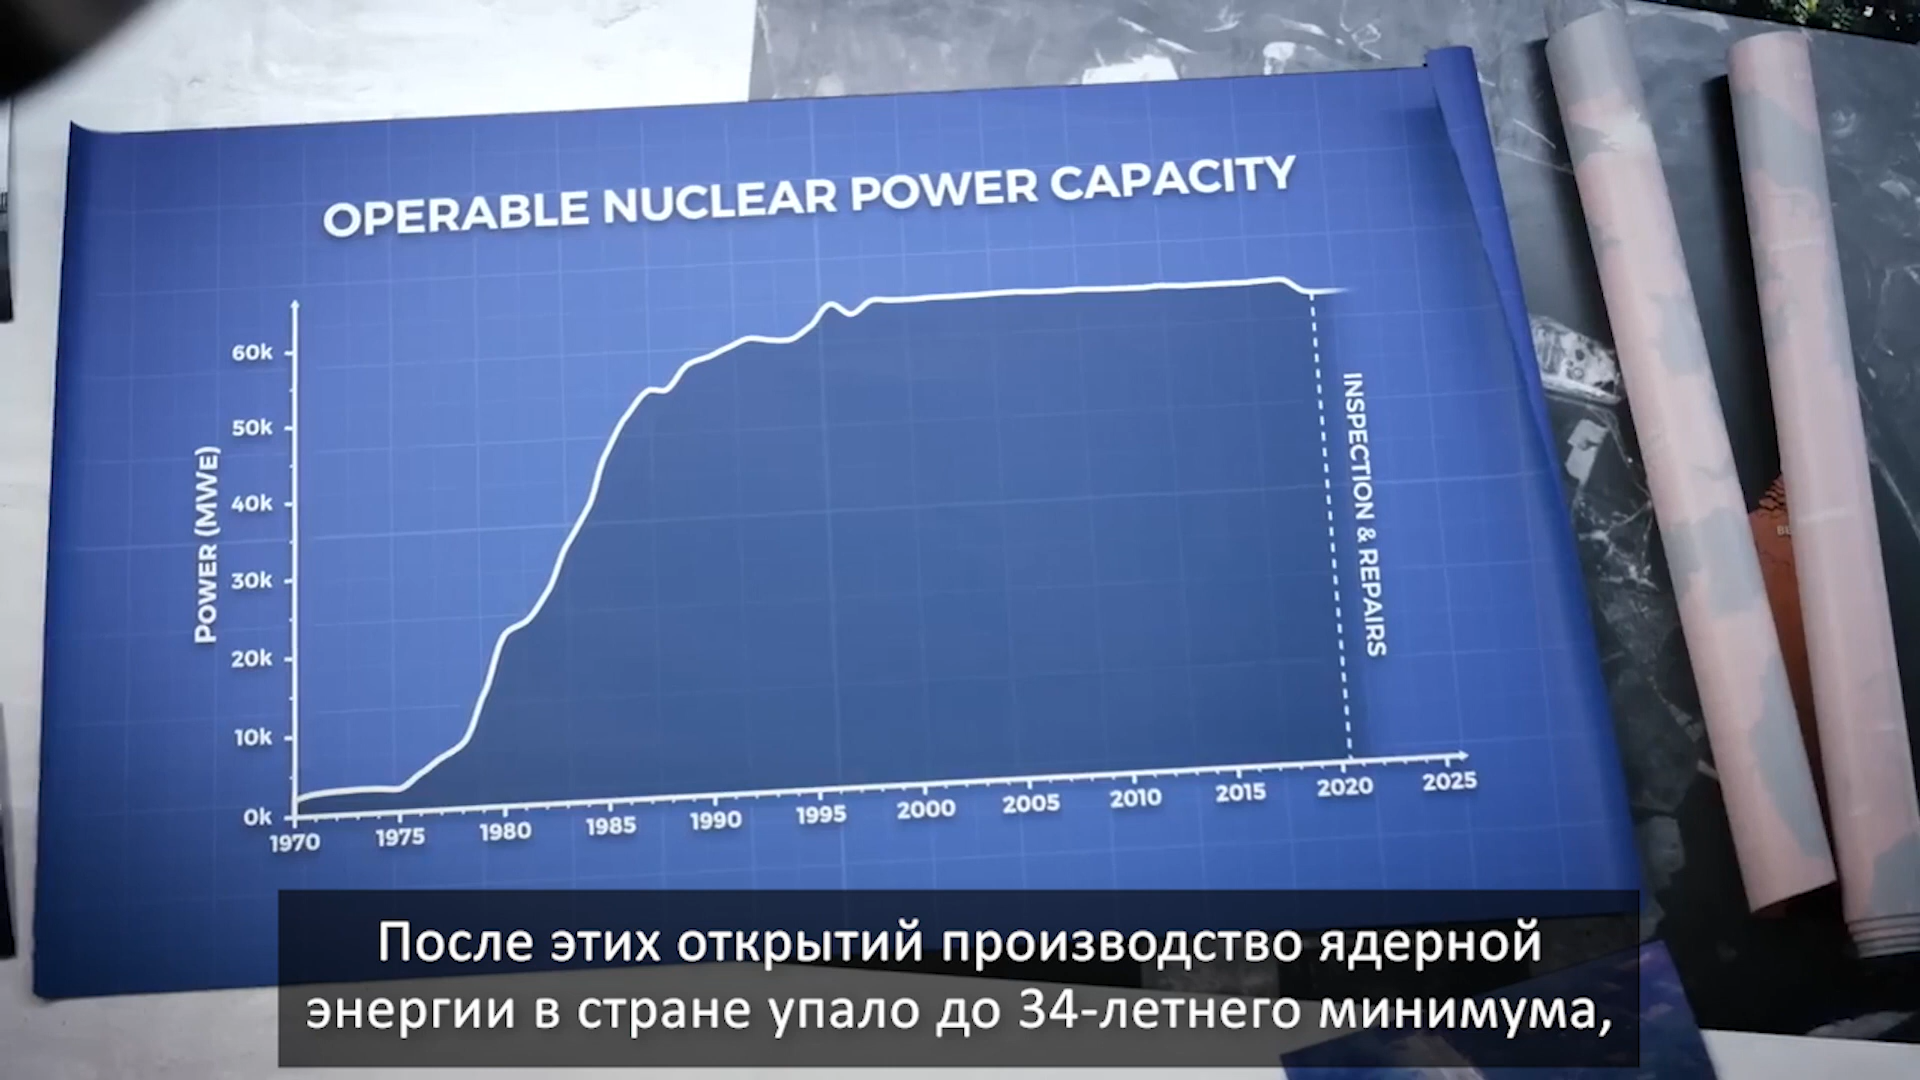 OPERABLE NUCLEAR POWER CAPACITY
POWER (MWE)
60k
50k
40k
30k
20k
10k
0k
1970
1975
1980
1985
1990
1995
2000
2005
2010
2015
2020
2025
INSPECTION & REPAIRS
После этих открытий производство ядерной
энергии в стране упало до 34-летнего минимума,